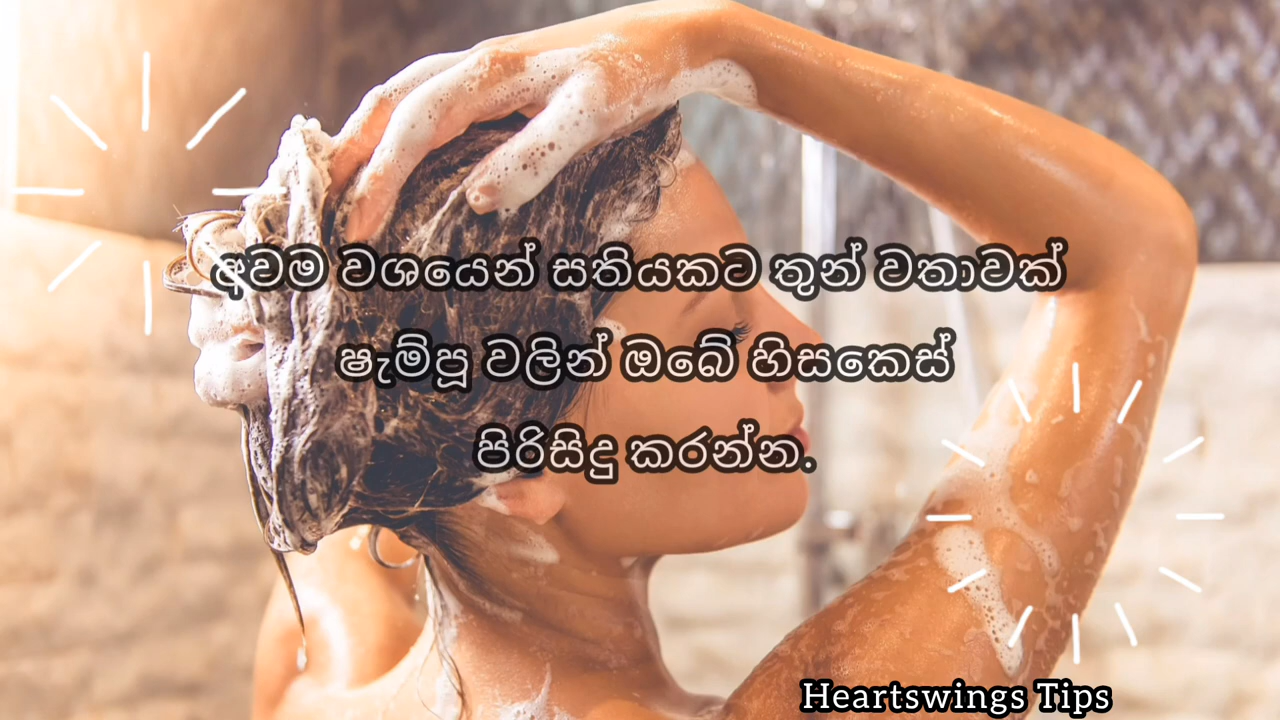 අවම වශයෙන් සතියකට තුන් වතාවක්
ෂැම්පූ වලින් ඔබේ හිසකෙස්
පිරිසිදු කරන්න.
Heartswings Tips